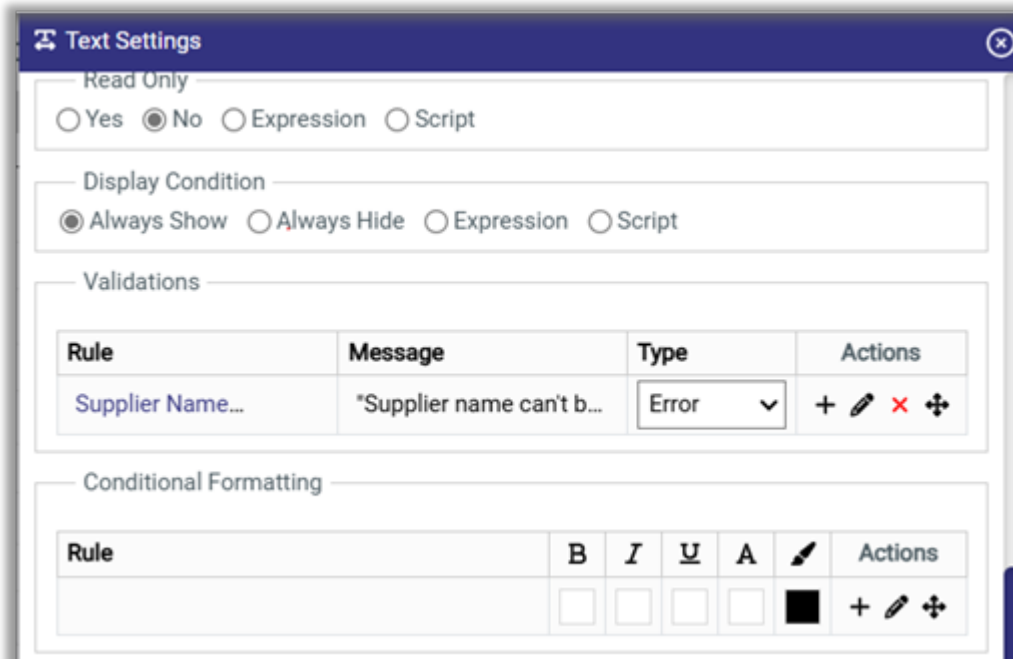 Text Settings
Read Only
Yes No Expression Script
Display Condition
Always Show Always Hide Expression Script
Validations
Rule Message Type Actions
Supplier Name... "Supplier name can't b... Error
Conditional Formatting
Rule B I U A Actions